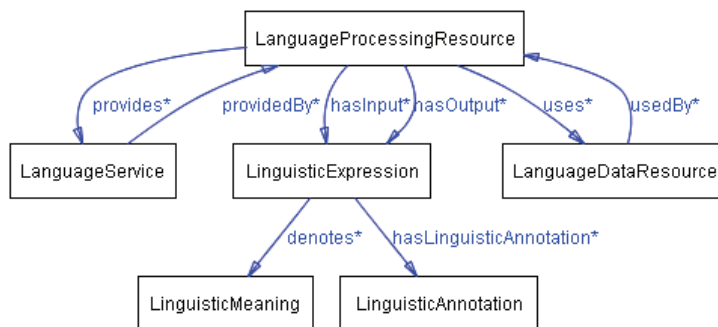 LanguageProcessingResource
provides* providedBy* hasInput* hasOutput* uses* usedBy*
LanguageService LinguisticExpression LanguageDataResource
denotes* hasLinguisticAnnotation*
LinguisticMeaning LinguisticAnnotation